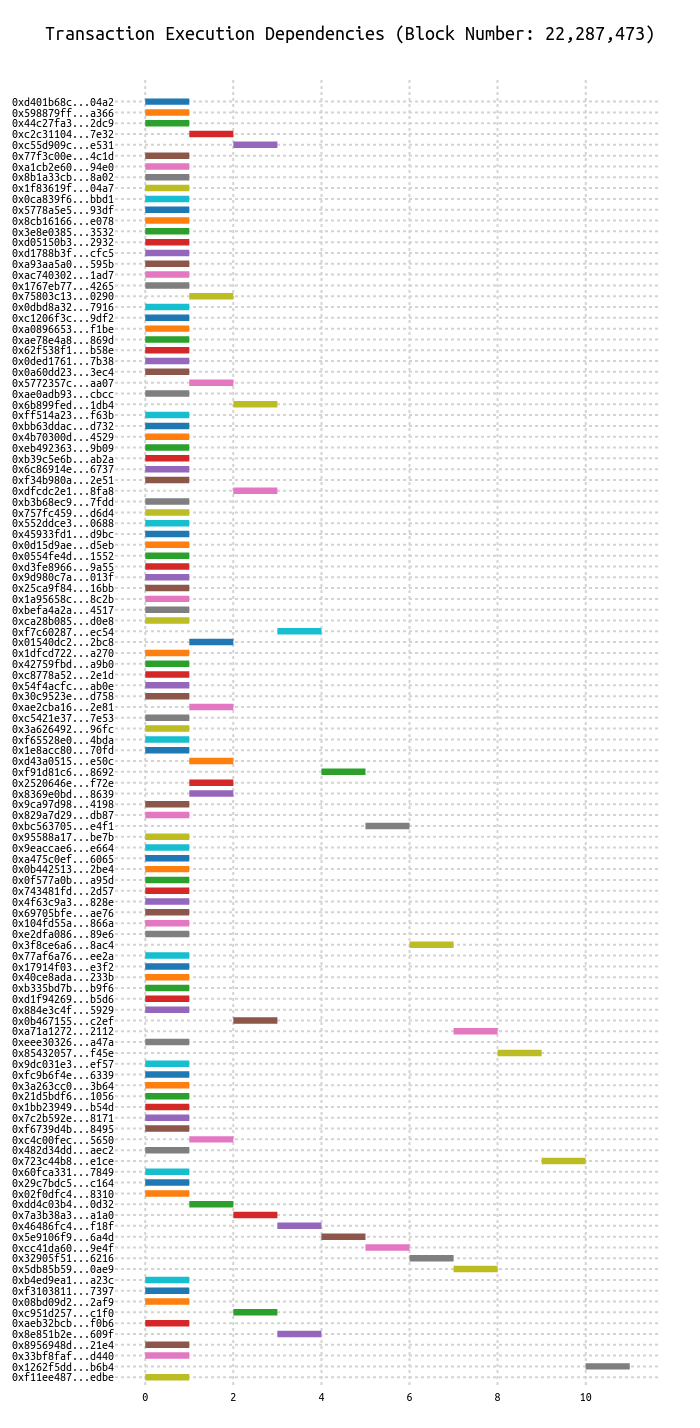 Transaction Execution Dependencies (Block Number: 22,287,473)
0xd401b68c...04a2
0x598879ff...a366
0x44c27fa3...2dc9
0xc2c31104...7e32
0xc55d909c...e531
0x77f3c00e...4c1d
0xa1cb2e60...94e0
0x8b1a33cb...8a02
0x1f83619f...04a7
0x0ca839f6...bbd1
0x5778a5e5...93df
0x8cb16166...e078
0x3e8e0385...3532
0xd05150b3...2932
0xd1788b3f...cfc5
0xa93aa5a0...595b
0xac740302...1ad7
0x1767eb77...4265
0x75803c13...0290
0x0dbd8a32...7916
0xc1206f3c...9df2
0xa0896653...f1be
0xae78e4a8...869d
0x62f538f1...b58e
0x0ded1761...7b38
0x0a60dd23...3ec4
0x5772357c...aa07
0xae0adb93...cbcc
0x6b899fed...1db4
0xff514a23...f63b
0xbb63ddac...d732
0x4b70300d...4529
0xeb492363...9b09
0xb39c5e6b...ab2a
0x6c86914e...6737
0xf34b980a...2e51
0xdfcdc2e1...8fa8
0xb3b68ec9...7fdd
0x757fc459...d6d4
0x552ddce3...0688
0x45933fd1...d9bc
0x0d15d9ae...d5eb
0x0554fe4d...1552
0xd3fe8966...9a55
0x9d980c7a...013f
0x25ca9f84...16bb
0x1a95658c...8c2b
0xbefa4a2a...4517
0xca28b085...d0e8
0xf7c60287...ec54
0x01540dc2...2bc8
0x1dfcd722...a270
0x42759fbd...a9b0
0xc8778a52...2e1d
0x54f4acfc...ab0e
0x30c9523e...d758
0xae2cba16...2e81
0xc5421e37...7e53
0x3a626492...96fc
0xf65528e0...4bda
0x1e8acc80...70fd
0xd43a0515...e50c
0xf91d81c6...8692
0x2520646e...f72e
0x8369e0bd...8639
0x9ca97d98...4198
0x829a7d29...db87
0xbc563705...e4f1
0x95588a17...be7b
0x9eaccae6...e664
0xa475c0ef...6065
0x0b442513...2be4
0x0f577a0b...a95d
0x743481fd...2d57
0x4f63c9a3...828e
0x69705bfe...ae76
0x104fd55a...866a
0xe2dfa086...89e6
0x3f8ce6a6...8ac4
0x77af6a76...ee2a
0x17914f03...e3f2
0x40ce8ada...233b
0xb335bd7b...b9f6
0xd1f94269...b5d6
0x884e3c4f...5929
0x0b467155...c2ef
0xa71a1272...2112
0xeee30326...a47a
0x85432057...f45e
0x9dc031e3...ef57
0xfc9b6f4e...6339
0x3a263cc0...3b64
0x21d5bdf6...1056
0x1bb23949...b54d
0x7c2b592e...8171
0xf6739d4b...8495
0xc4c00fec...5650
0x482d34dd...aec2
0x723c44b8...e1ce
0x60fca331...7849
0x29c7bdc5...c164
0x02f0dfc4...8310
0xdd4c03b4...0d32
0x7a3b38a3...a1a0
0x46486fc4...f18f
0x5e9106f9...6a4d
0xcc41da60...9e4f
0x32905f51...6216
0x5db85b59...0ae9
0xb4ed9ea1...a23c
0xf3103811...7397
0x08bd09d2...2af9
0xc951d257...c1f0
0xaeb32bcb...f0b6
0x8e851b2e...609f
0x8956948d...21e4
0x33bf8faf...d440
0x1262f5dd...b6b4
0xf11ee487...edbe
0 2 4 6 8 10